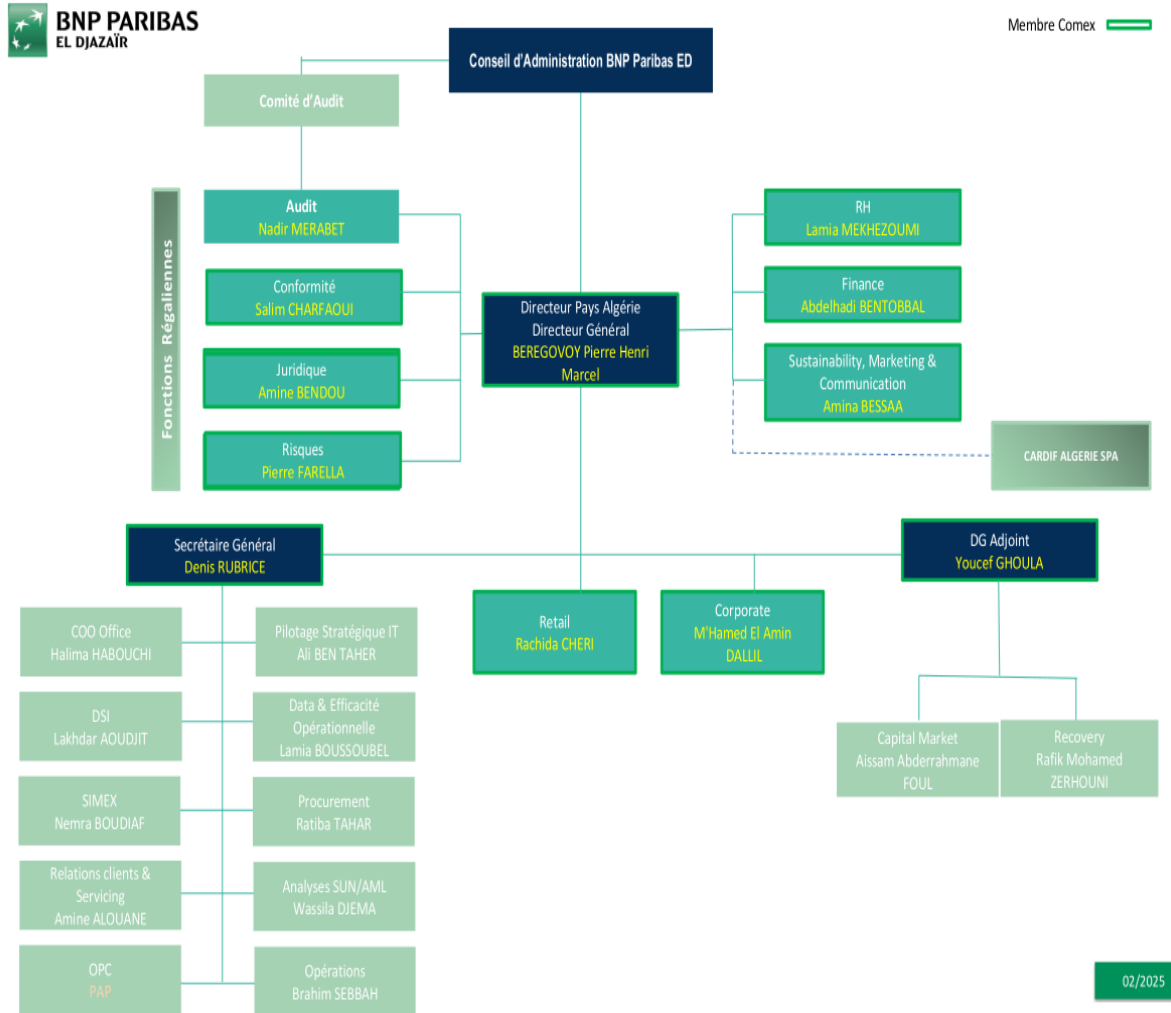 BNP PARIBAS
EL DJAZAÏR
Membre Comex
Conseil d'Administration BNP Paribas ED
Comité d'Audit
Fonctions Régaliennes
Audit
Nadir MERABET
Conformité
Salim CHARFAOUI
Juridique
Amine BENDOU
Risques
Pierre FARELLA
Directeur Pays Algérie
Directeur Général
BEREGOVOY Pierre Henri
Marcel
RH
Lamia MEKHEZOUMI
Finance
Abdelhadi BENTOBBAL
Sustainability, Marketing &
Communication
Amina BESSAA
CARDIF ALGERIE SPA
Secrétaire Général
Denis RUBRICE
DG Adjoint
Youcef GHOULA
Retail
Rachida CHERI
Corporate
M'Hamed El Amin
DALLIL
COO Office
Halima HABOUCHI
Pilotage Stratégique IT
Ali BEN TAHER
DSI
Lakhdar AOUDJIT
Data & Efficacité
Opérationnelle
Lamia BOUSSOUBEL
SIMEX
Nemra BOUDIAF
Procurement
Ratiba TAHAR
Relations clients &
Servicing
Amine ALOUANE
Analyses SUN/AML
Wassila DJEMA
OPC
PAP
Opérations
Brahim SEBBAH
Capital Market
Aissam Abderrahmane
FOUL
Recovery
Rafik Mohamed
ZERHOUNI
02/2025